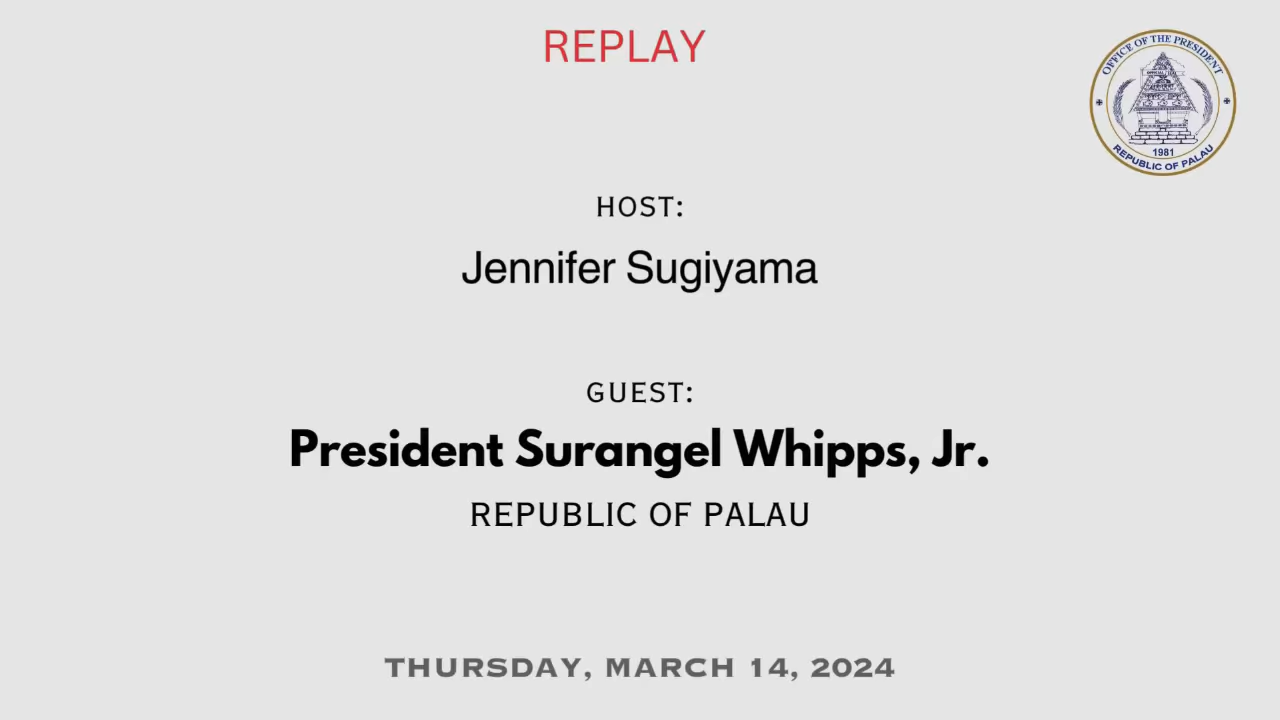 REPLAY
OFFICE OF THE PRESIDENT
1981
REPUBLIC OF PALAU
HOST:
Jennifer Sugiyama
GUEST:
President Surangel Whipps, Jr.
REPUBLIC OF PALAU
THURSDAY, MARCH 14, 2024